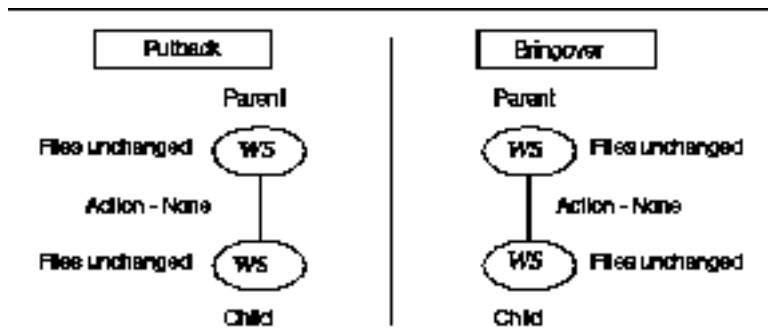 Putback
Parent
Files unchanged
WS
Action - None
Files unchanged
WS
Child
Bringover
Parent
WS
Files unchanged
Action - None
WS
Files unchanged
Child